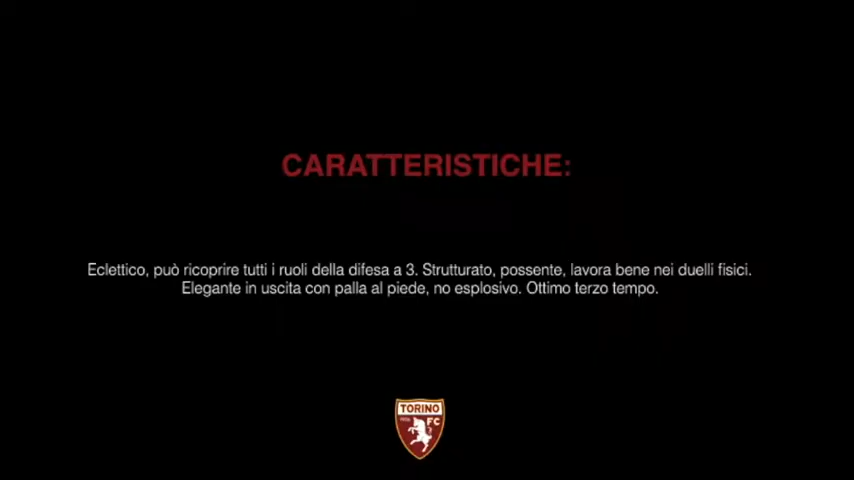 CARATTERISTICHE:
Eclettico, può ricoprire tutti i ruoli della difesa a 3. Strutturato, possente, lavora bene nei duelli fisici.
Elegante in uscita con palla al piede, no esplosivo. Ottimo terzo tempo.
TORINO
FC